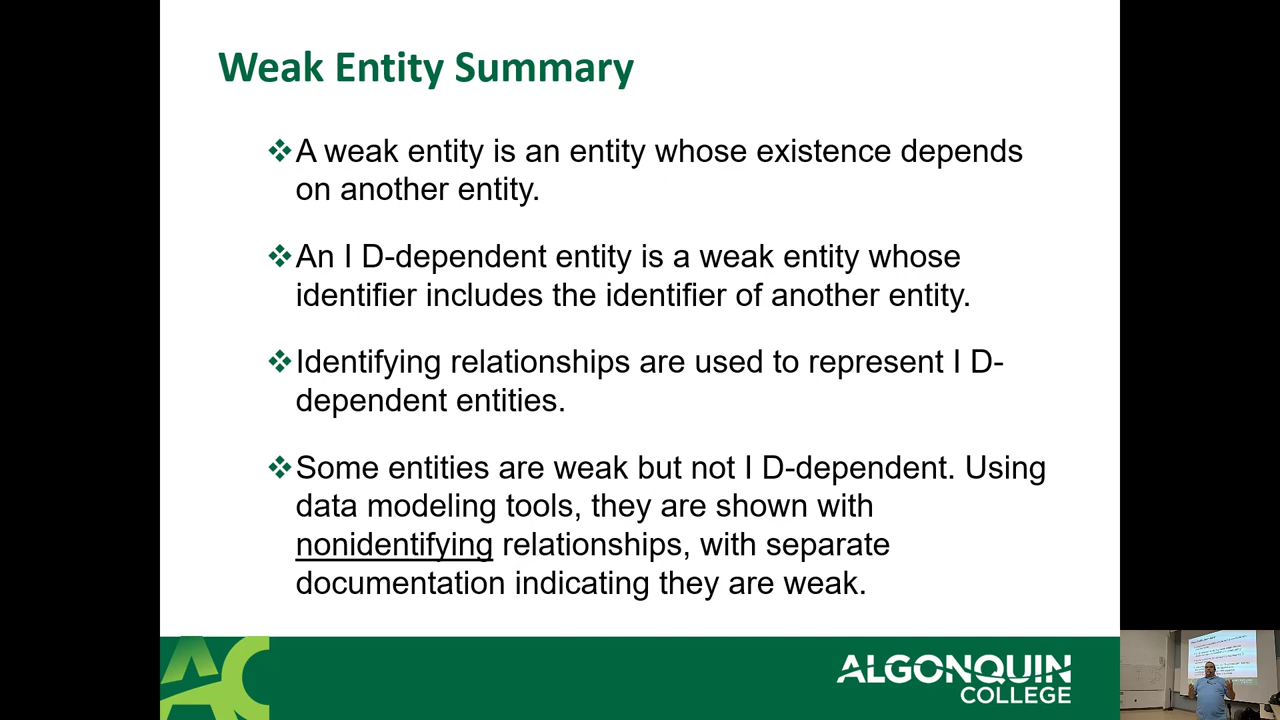 Weak Entity Summary
❖A weak entity is an entity whose existence depends
on another entity.
❖An I D-dependent entity is a weak entity whose
identifier includes the identifier of another entity.
❖Identifying relationships are used to represent I D-
dependent entities.
❖Some entities are weak but not I D-dependent. Using
data modeling tools, they are shown with
nonidentifying relationships, with separate
documentation indicating they are weak.
AC
ALGONQUIN
COLLEGE